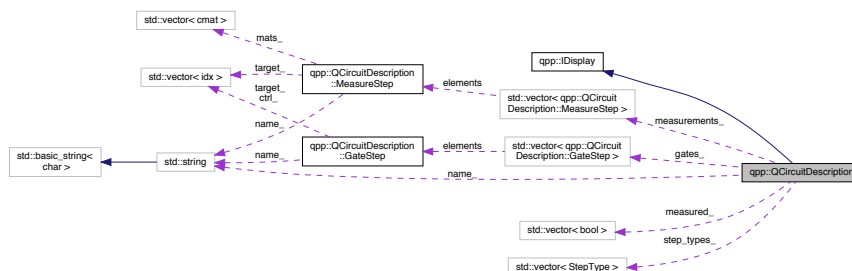 std::vector< cmat >
mats_
std::vector< idx >
target_
qpp::QCircuitDescription
::MeasureStep
elements
qpp::IDisplay
target_
ctrl_
std::vector< qpp::QCircuit
Description::MeasureStep >
measurements_
name_
std::basic_string<
char >
std::string
name_
qpp::QCircuitDescription
::GateStep
elements
std::vector< qpp::QCircuit
Description::GateStep >
gates_
name_
qpp::QCircuitDescription
measured_
std::vector< bool >
step_types_
std::vector< StepType >